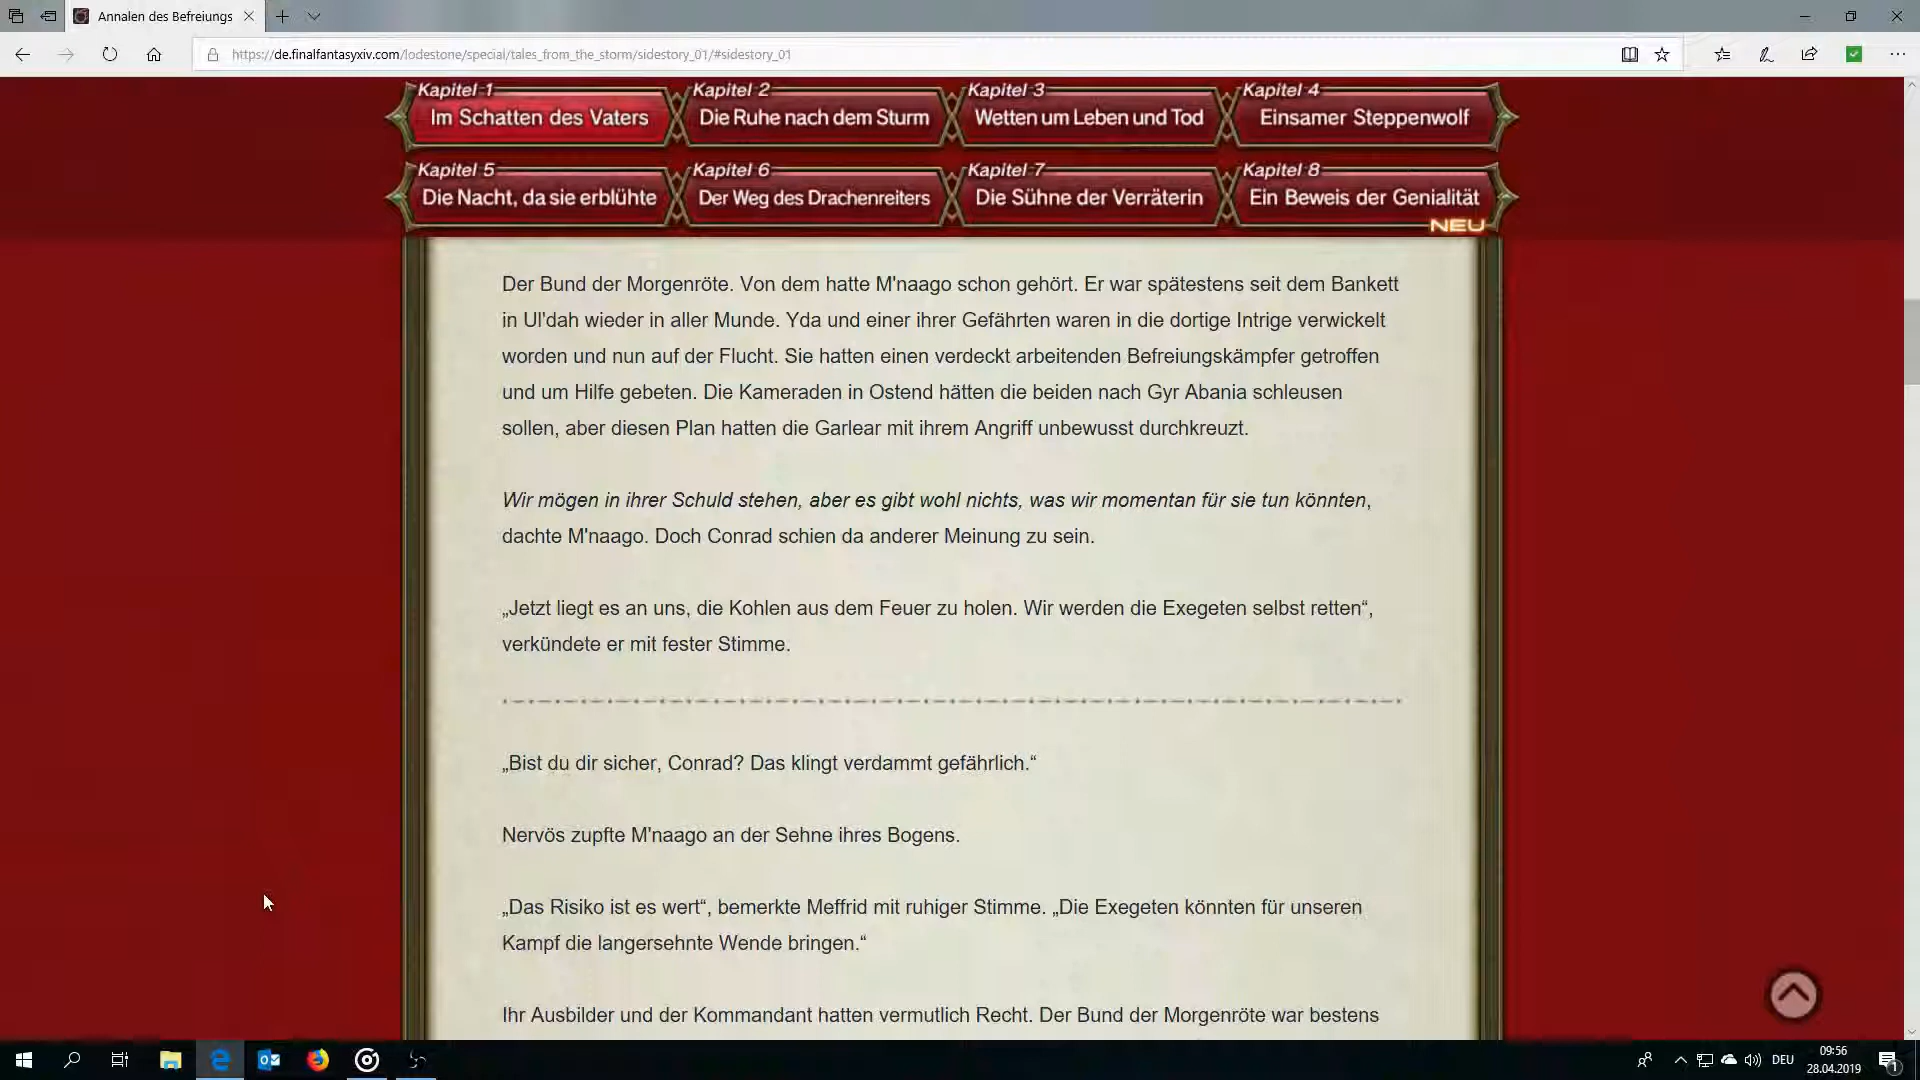 Annalen des Befreiungs
https://de.finalfantasyxiv.com/lodestone/special/tales_from_the_storm/sidestory_01/#sidestory_01
Kapitel 1
Im Schatten des Vaters
Kapitel 2
Die Ruhe nach dem Sturm
Kapitel 3
Wetten um Leben und Tod
Kapitel 4
Einsamer Steppenwolf
Kapitel 5
Die Nacht, da sie erblühte
Kapitel 6
Der Weg des Drachenreiters
Kapitel 7
Die Sühne der Verräterin
Kapitel 8
Ein Beweis der Genialität
NEU
Der Bund der Morgenröte. Von dem hatte M'naago schon gehört. Er war spätestens seit dem Bankett
in Ul'dah wieder in aller Munde. Yda und einer ihrer Gefährten waren in die dortige Intrige verwickelt
worden und nun auf der Flucht. Sie hatten einen verdeckt arbeitenden Befreiungskämpfer getroffen
und um Hilfe gebeten. Die Kameraden in Ostend hätten die beiden nach Gyr Abania schleusen
sollen, aber diesen Plan hatten die Garlear mit ihrem Angriff unbewusst durchkreuzt.
Wir mögen in ihrer Schuld stehen, aber es gibt wohl nichts, was wir momentan für sie tun könnten,
dachte M'naago. Doch Conrad schien da anderer Meinung zu sein.
„Jetzt liegt es an uns, die Kohlen aus dem Feuer zu holen. Wir werden die Exegeten selbst retten“,
verkündete er mit fester Stimme.
„Bist du dir sicher, Conrad? Das klingt verdammt gefährlich.“
Nervös zupfte M'naago an der Sehne ihres Bogens.
„Das Risiko ist es wert“, bemerkte Meffrid mit ruhiger Stimme. „Die Exegeten könnten für unseren
Kampf die langersehnte Wende bringen.“
Ihr Ausbilder und der Kommandant hatten vermutlich Recht. Der Bund der Morgenröte war bestens
DEU
09:56
28.04.2019
1